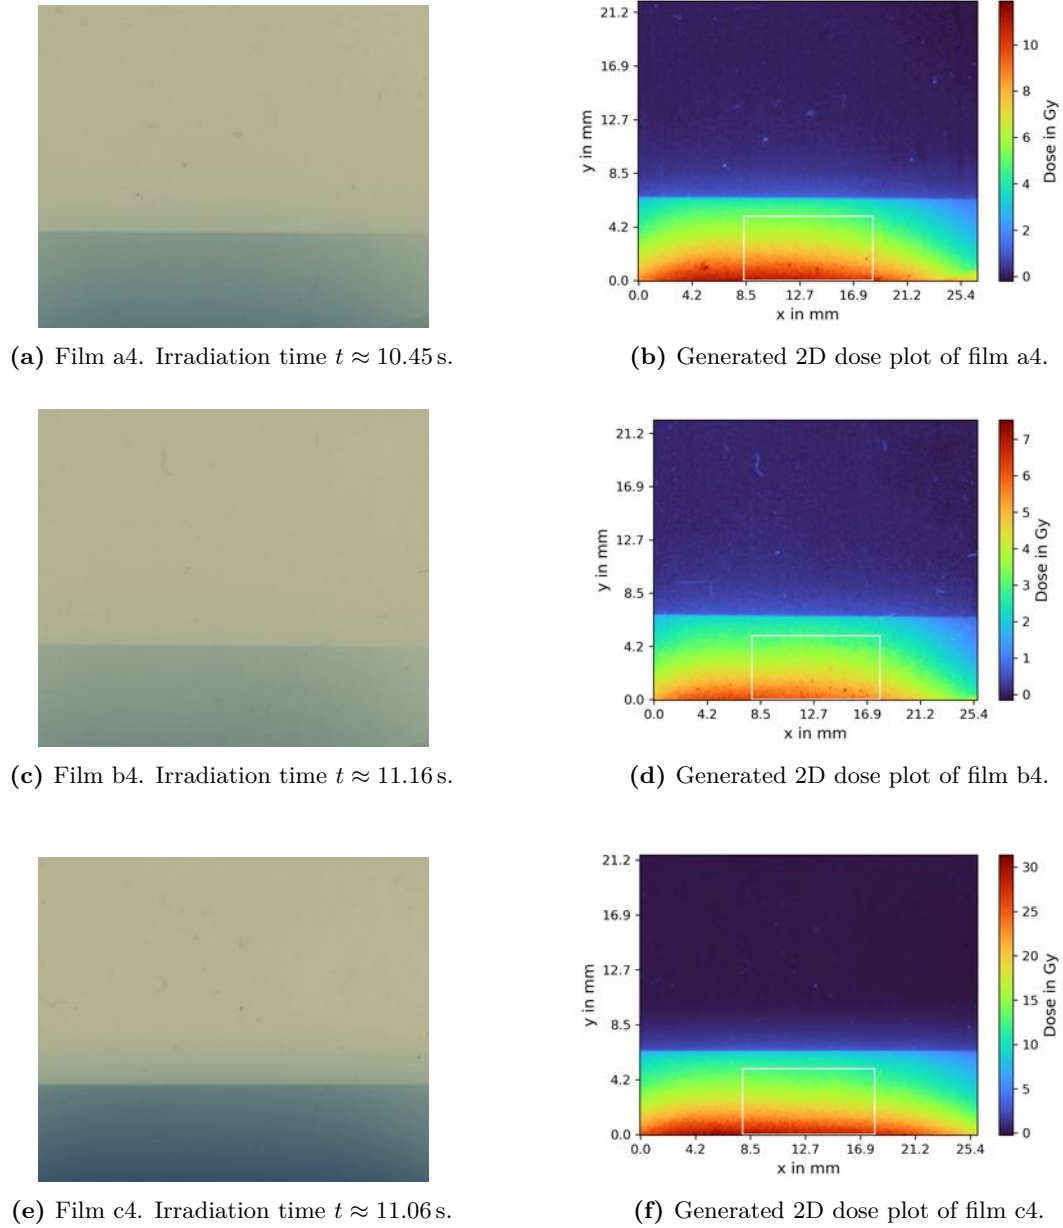 21.2
16.9
12.7
8.5
4.2
0.0
y in mm
0.0 4.2 8.5 12.7 16.9 21.2 25.4
x in mm
10
8
6
4
2
0
Dose in Gy
(a) Film a4. Irradiation time t ≈ 10.45 s.
(b) Generated 2D dose plot of film a4.
21.2
16.9
12.7
8.5
4.2
0.0
y in mm
0.0 4.2 8.5 12.7 16.9 21.2 25.4
x in mm
7
6
5
4
3
2
1
0
Dose in Gy
(c) Film b4. Irradiation time t ≈ 11.16 s.
(d) Generated 2D dose plot of film b4.
21.2
16.9
12.7
8.5
4.2
0.0
y in mm
0.0 4.2 8.5 12.7 16.9 21.2 25.4
x in mm
30
25
20
15
10
5
0
Dose in Gy
(e) Film c4. Irradiation time t ≈ 11.06 s.
(f) Generated 2D dose plot of film c4.